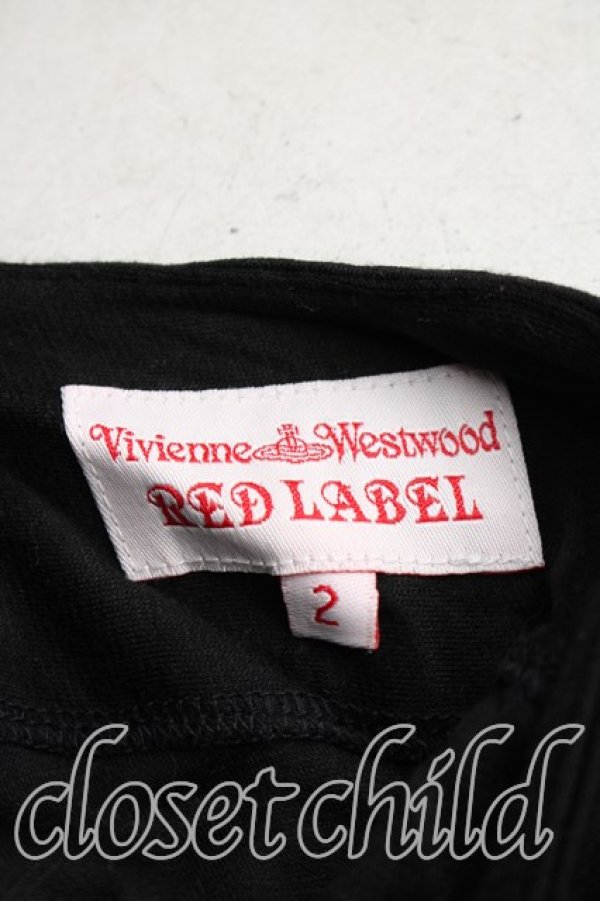 Vivienne Westwood
RED LABEL
2
closet child